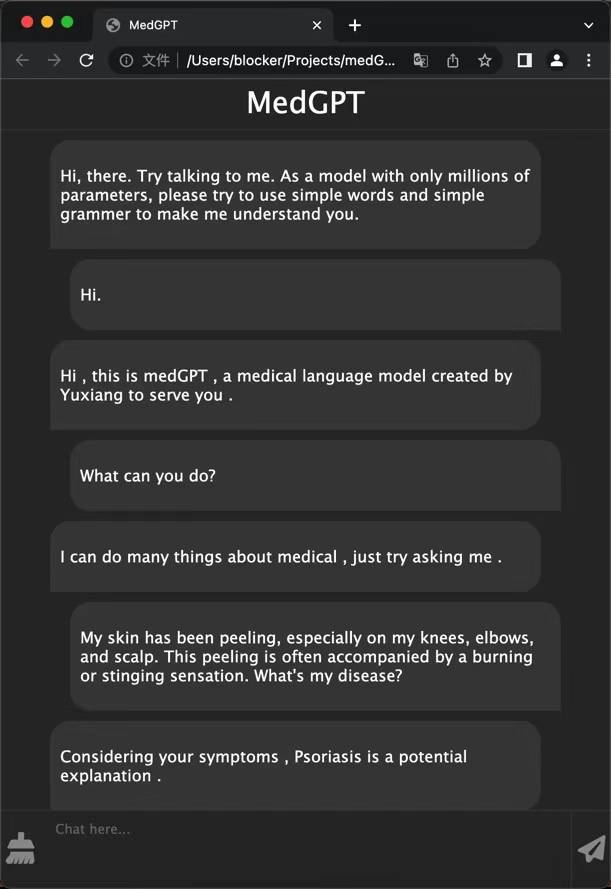 MedGPT
文件 /Users/blocker/Projects/medG...
MedGPT
Hi, there. Try talking to me. As a model with only millions of
parameters, please try to use simple words and simple
grammer to make me understand you.
Hi.
Hi , this is medGPT , a medical language model created by
Yuxiang to serve you .
What can you do?
I can do many things about medical , just try asking me .
My skin has been peeling, especially on my knees, elbows,
and scalp. This peeling is often accompanied by a burning
or stinging sensation. What's my disease?
Considering your symptoms , Psoriasis is a potential
explanation .
Chat here...